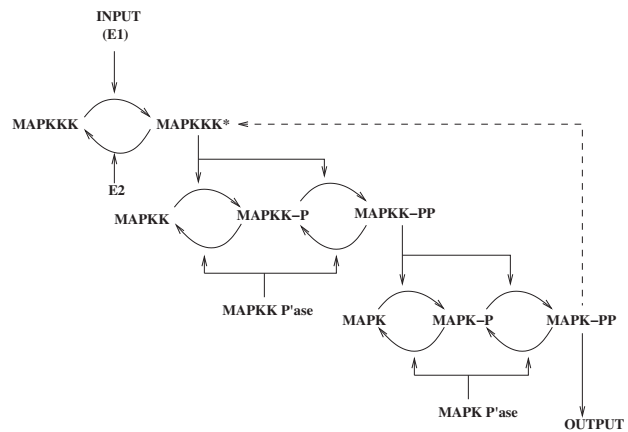 INPUT
(E1)
MAPKKK
MAPKKK*
E2
MAPKK
MAPKK–P
MAPKK–PP
MAPKK P'ase
MAPK
MAPK–P
MAPK–PP
MAPK P'ase
OUTPUT